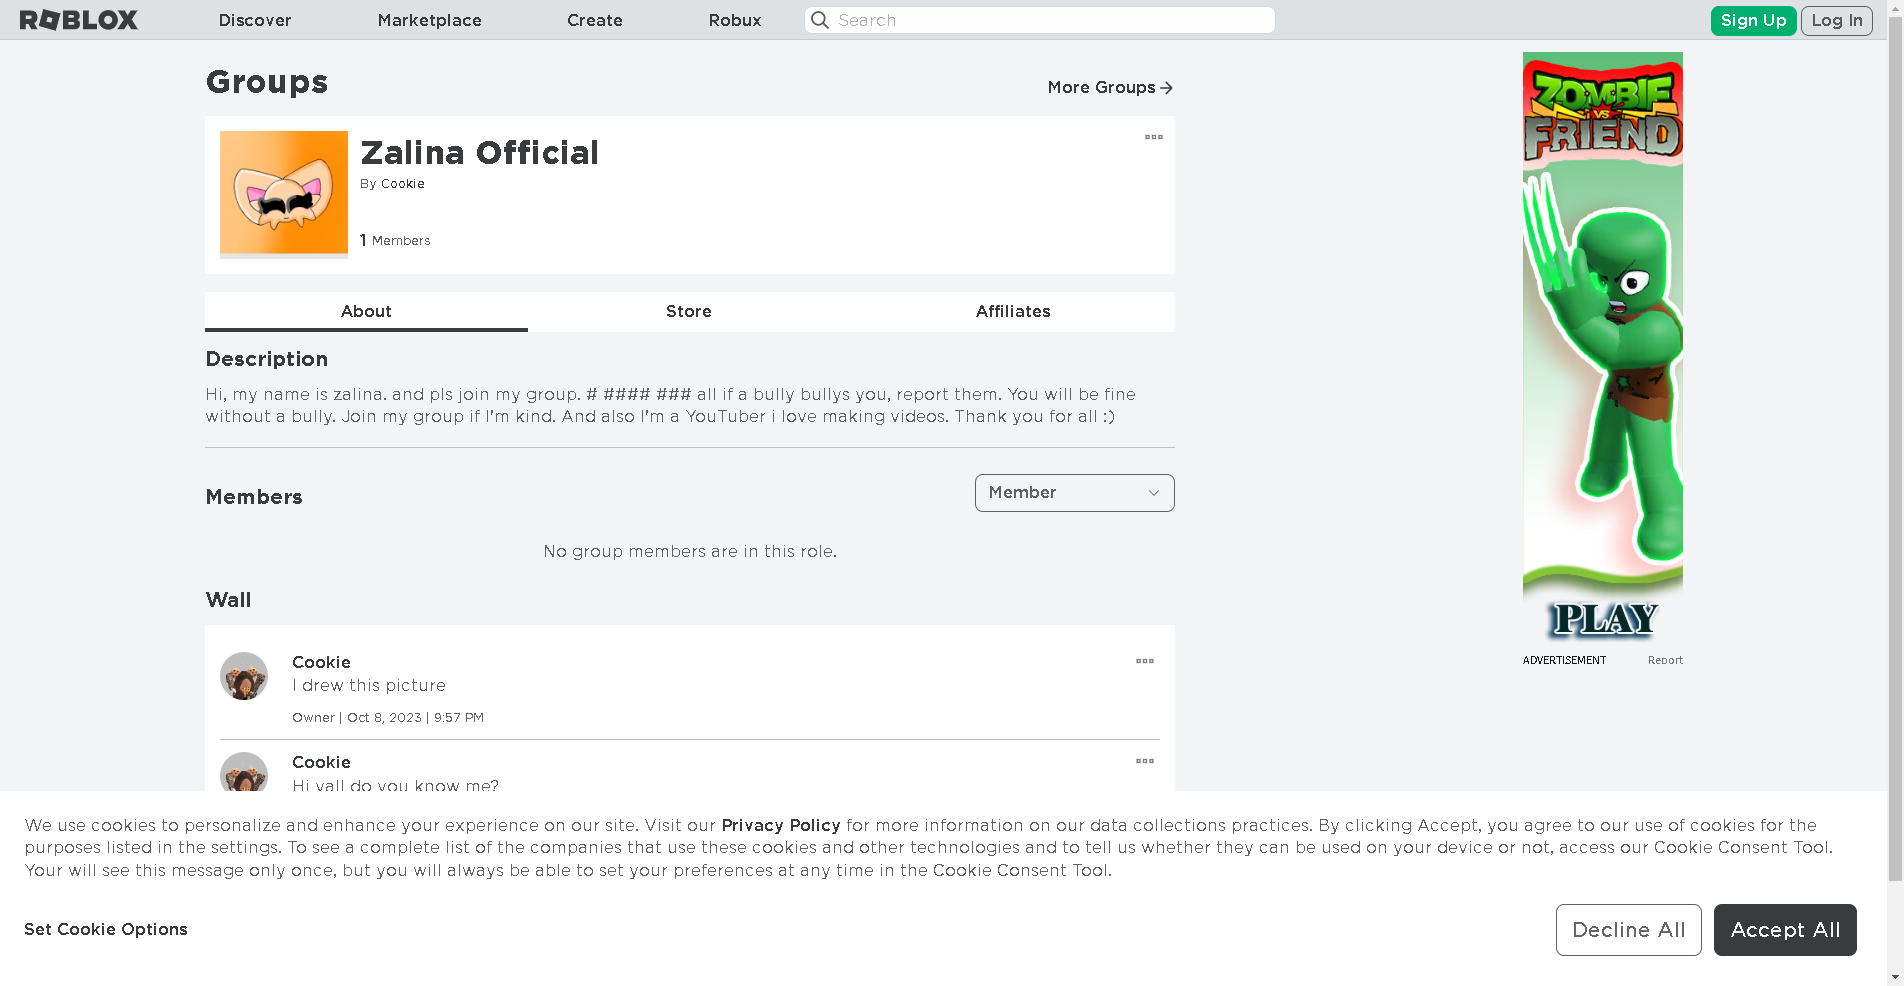 ROBLOX
Discover
Marketplace
Create
Robux
Search
Sign Up
Log In
Groups
More Groups
Zalina Official
By Cookie
1 Members
About
Store
Affiliates
Description
Hi, my name is zalina. and pls join my group. # #### ### all if a bully bullys you, report them. You will be fine
without a bully. Join my group if I'm kind. And also I'm a YouTuber i love making videos. Thank you for all :)
Members
Member
No group members are in this role.
Wall
Cookie
I drew this picture
Owner | Oct 8, 2023 | 9:57 PM
Cookie
Hi yall do you know me?
ZOMBIE
VS
FRIEND
PLAY
ADVERTISEMENT
Report
We use cookies to personalize and enhance your experience on our site. Visit our Privacy Policy for more information on our data collections practices. By clicking Accept, you agree to our use of cookies for the
purposes listed in the settings. To see a complete list of the companies that use these cookies and other technologies and to tell us whether they can be used on your device or not, access our Cookie Consent Tool.
Your will see this message only once, but you will always be able to set your preferences at any time in the Cookie Consent Tool.
Set Cookie Options
Decline All
Accept All